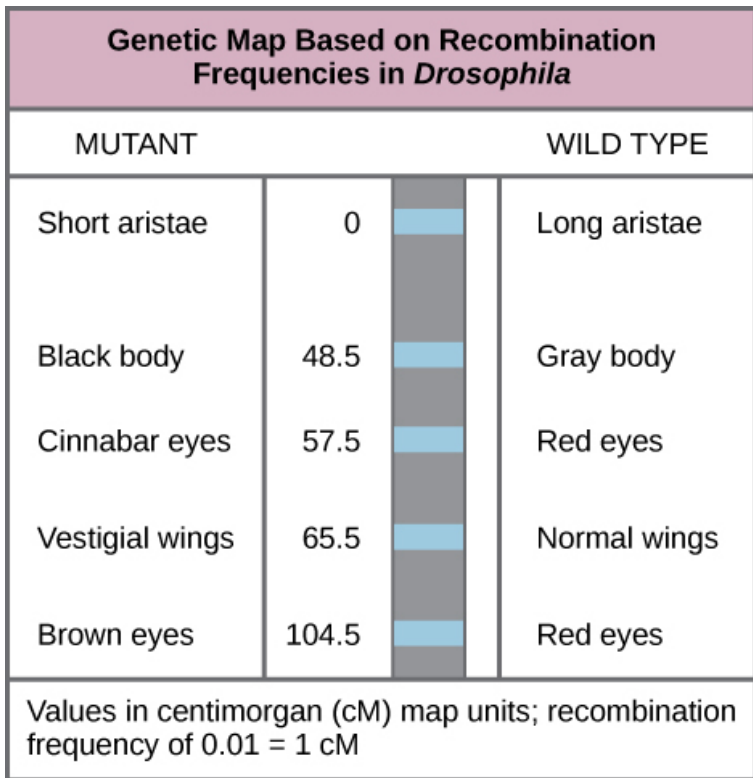 Genetic Map Based on Recombination
Frequencies in Drosophila
MUTANT WILD TYPE
Short aristae 0 Long aristae
Black body 48.5 Gray body
Cinnabar eyes 57.5 Red eyes
Vestigial wings 65.5 Normal wings
Brown eyes 104.5 Red eyes
Values in centimorgan (cM) map units; recombination
frequency of 0.01 = 1 cM